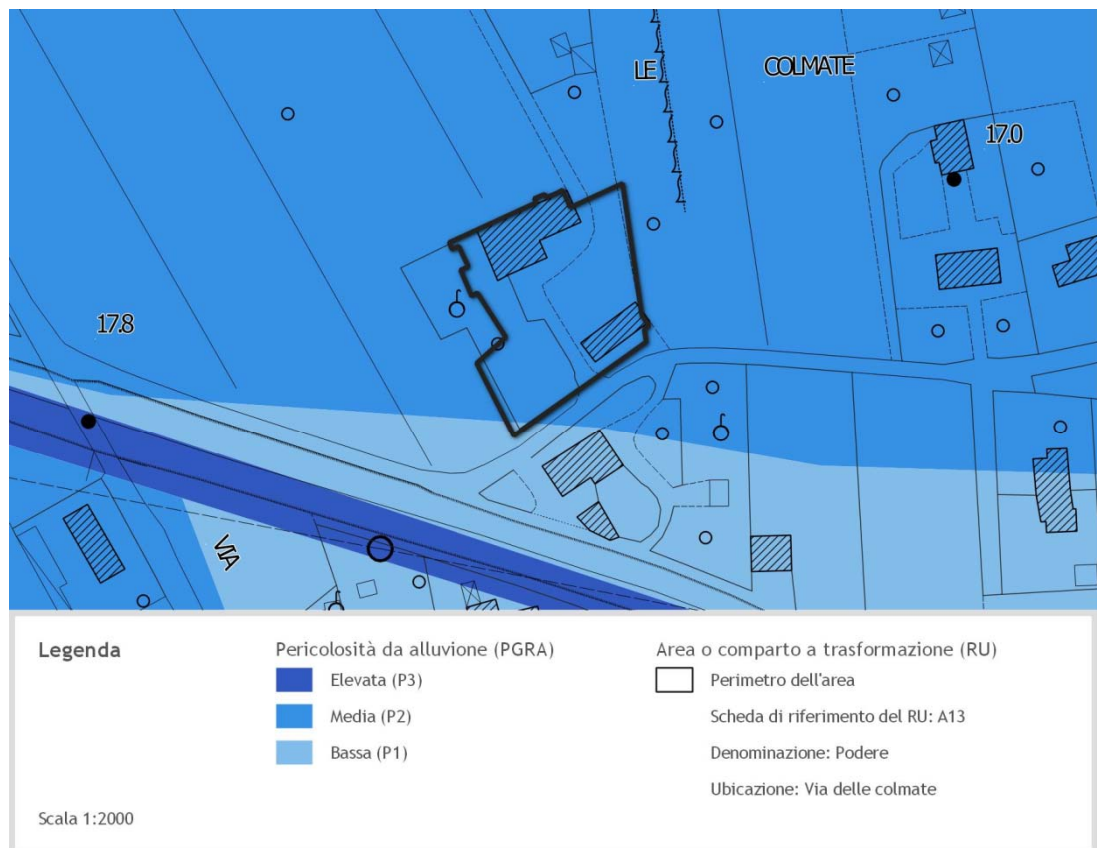 LE
COLMATE
17.0
17.8
VIA
Legenda
Pericolosità da alluvione (PGRA)
Elevata (P3)
Media (P2)
Bassa (P1)
Area o comparto a trasformazione (RU)
Perimetro dell'area
Scheda di riferimento del RU: A13
Denominazione: Podere
Ubicazione: Via delle colmate
Scala 1:2000